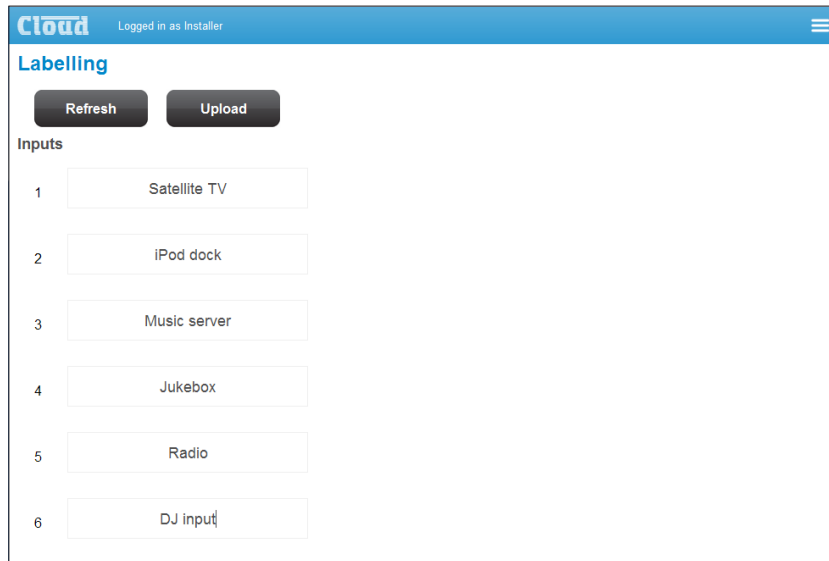 Cloud Logged in as Installer
Labelling
Refresh Upload
Inputs
1 Satellite TV
2 iPod dock
3 Music server
4 Jukebox
5 Radio
6 DJ input